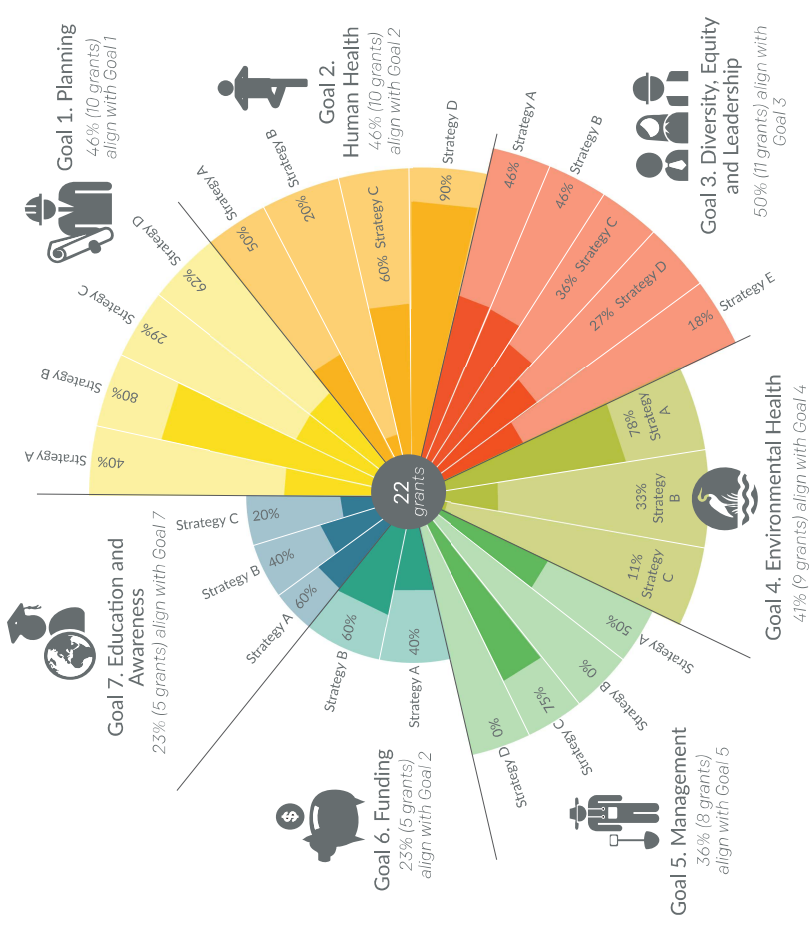 Goal 1. Planning
46% (10 grants)
align with Goal 1
Strategy A
40%
Strategy B
80%
Strategy C
29%
Strategy D
62%
Goal 2.
Human Health
46% (10 grants)
align with Goal 2
Strategy A
50%
Strategy B
20%
60% Strategy C
90%
Strategy D
Goal 3. Diversity, Equity
and Leadership
50% (11 grants) align with
Goal 3
46%
Strategy A
46%
Strategy B
36% Strategy C
27% Strategy D
18%
Strategy E
Goal 4. Environmental Health
41% (9 grants) align with Goal 4
78%
Strategy
A
33%
Strategy
B
11%
Strategy
C
Goal 5. Management
36% (8 grants)
align with Goal 5
50%
Strategy A
0%
Strategy B
75%
Strategy C
0%
Strategy D
Goal 6. Funding
23% (5 grants)
align with Goal 2
$
Strategy A
40%
Strategy B
60%
Goal 7. Education and
Awareness
23% (5 grants) align with Goal 7
Strategy A
60%
Strategy B
40%
Strategy C
20%
22
grants